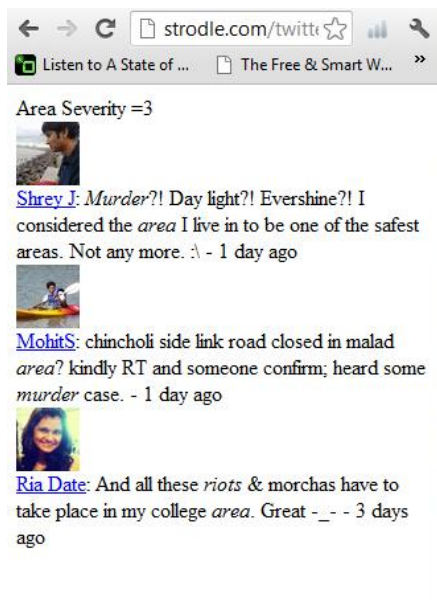 strodle.com/twitte
Listen to A State of ... The Free & Smart W... »
Area Severity =3
Shrey J: Murder?! Day light?! Evershine?! I
considered the area I live in to be one of the safest
areas. Not any more. :\ - 1 day ago
MohitS: chincholi side link road closed in malad
area? kindly RT and someone confirm; heard some
murder case. - 1 day ago
Ria Date: And all these riots & morchas have to
take place in my college area. Great -_- - 3 days
ago